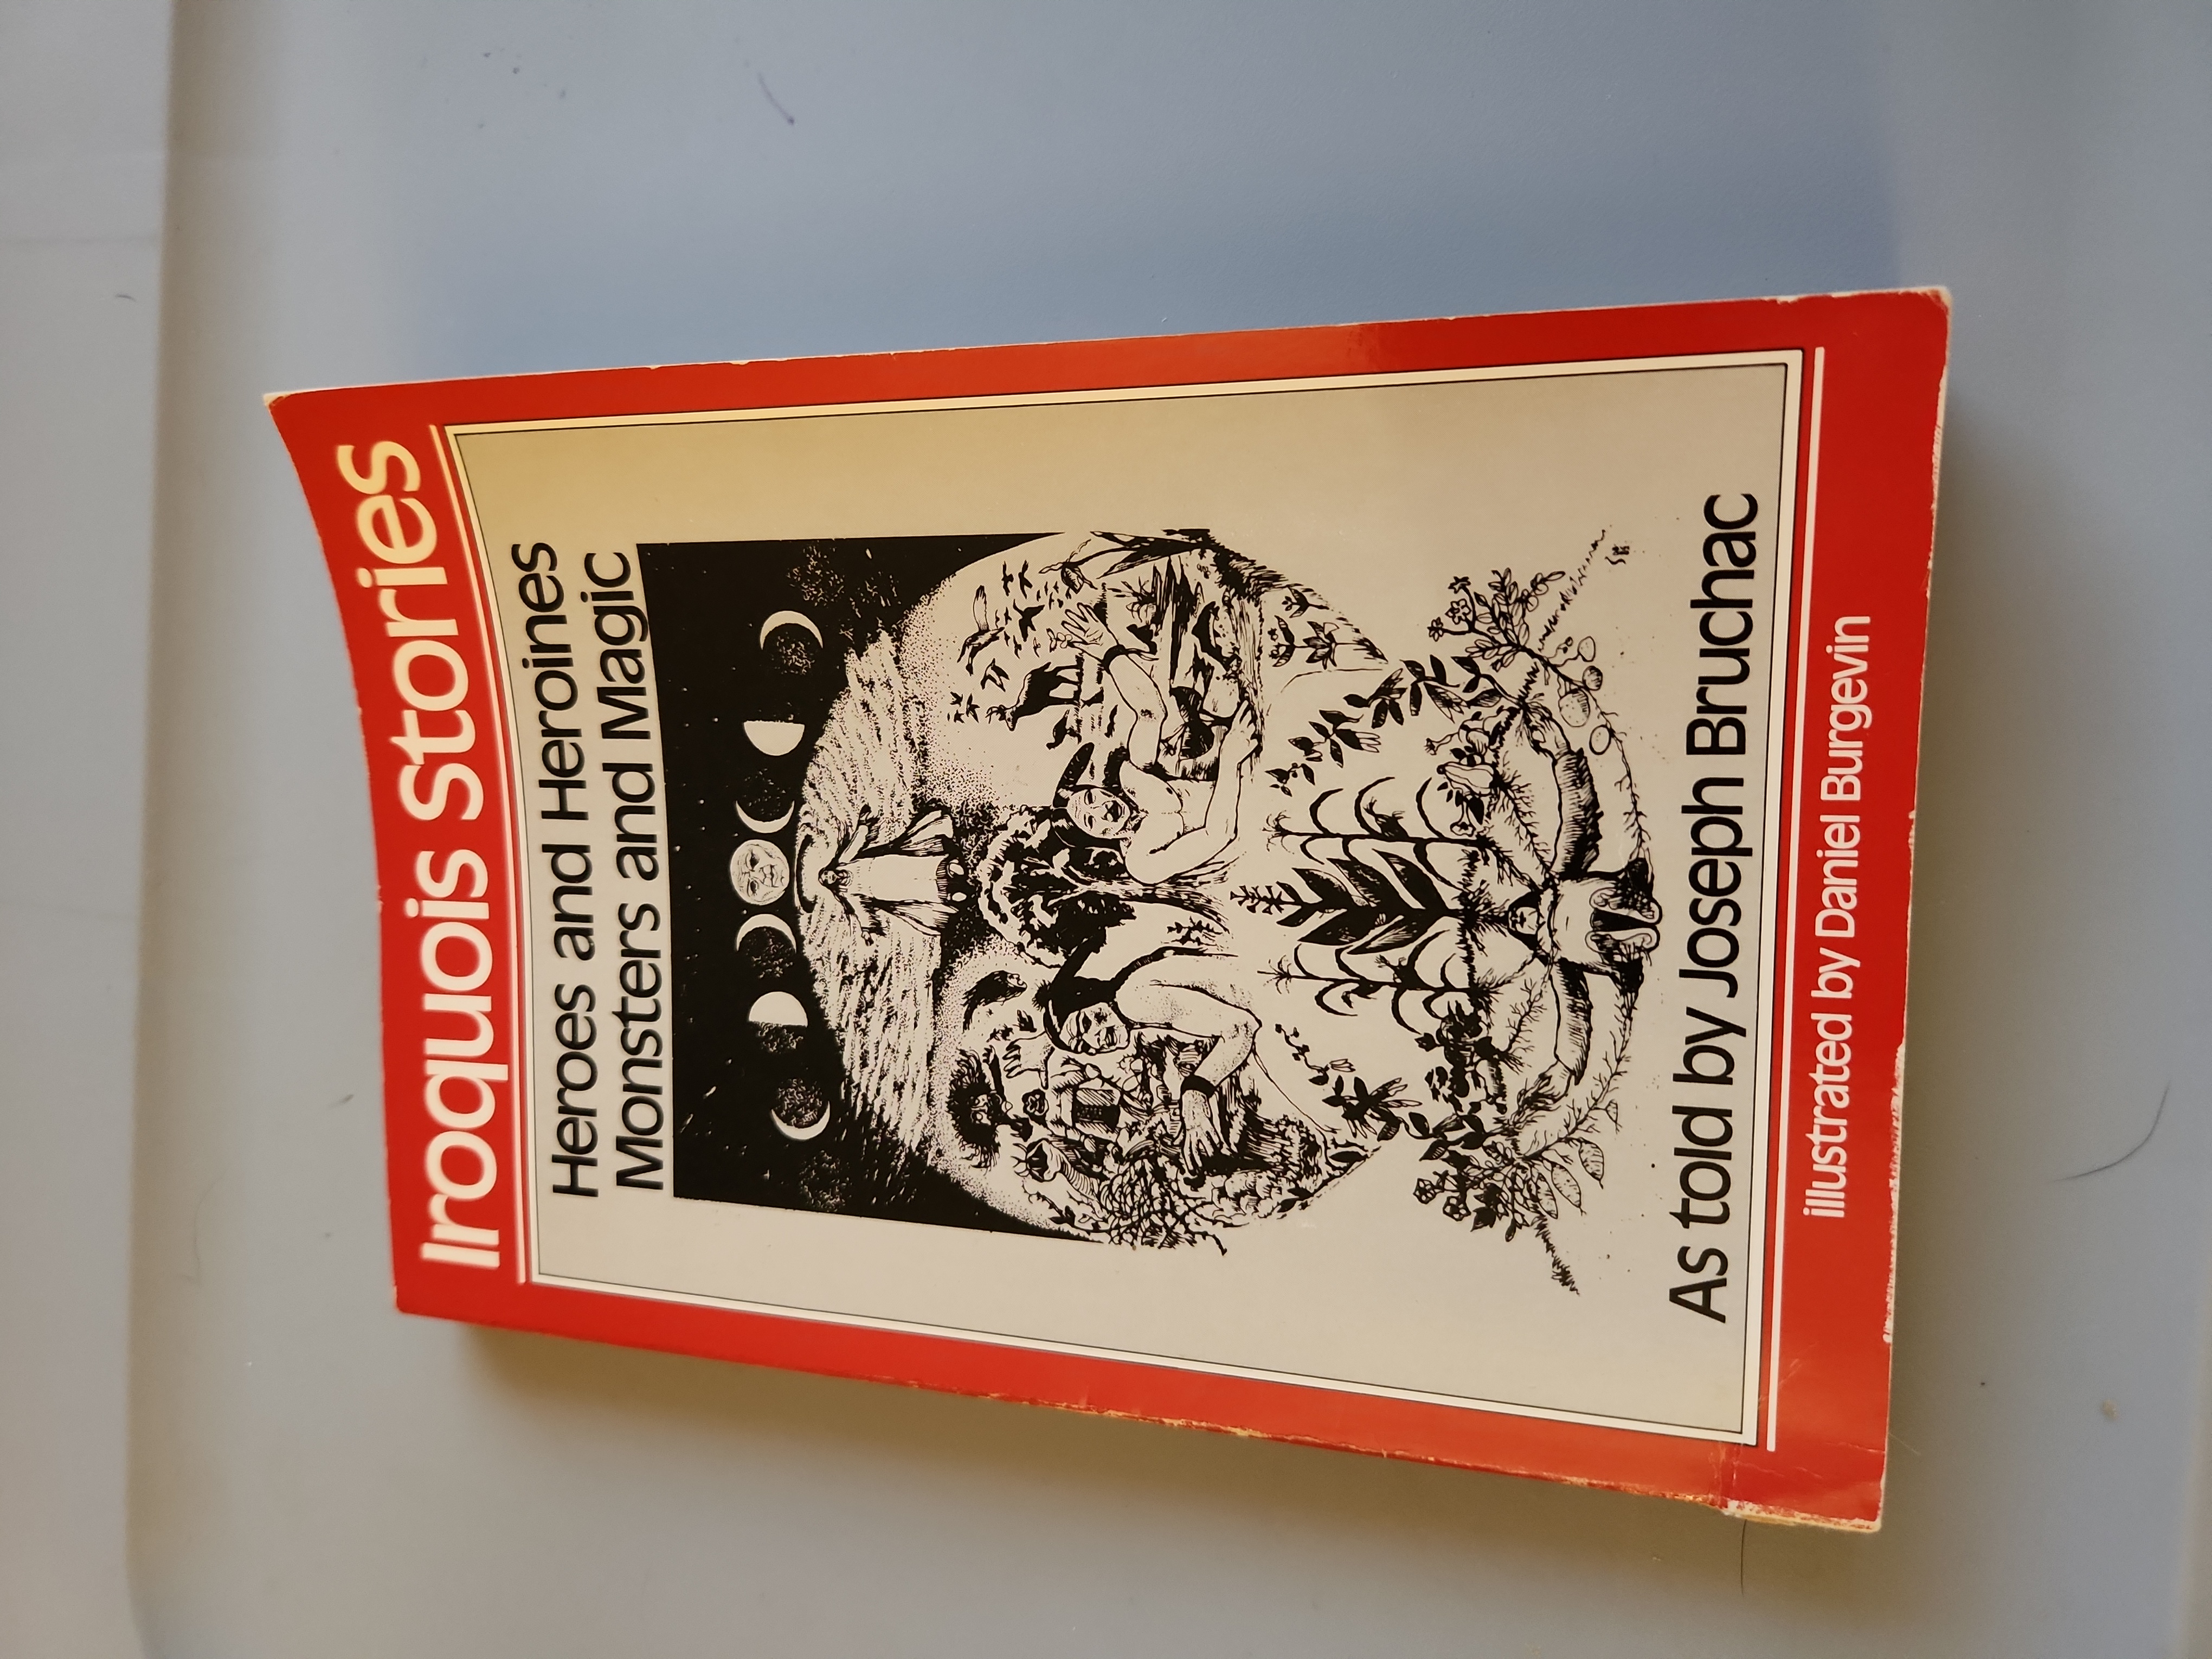 Iroquois Stories
Heroes and Heroines
Monsters and Magic
As told by Joseph Bruchac
illustrated by Daniel Burgevin